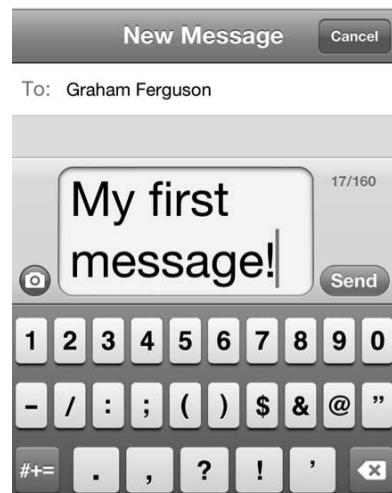 New Message Cancel
To: Graham Ferguson
17/160
My first
message!
Send
1 2 3 4 5 6 7 8 9 0
- / : ; ( ) $ & @ ”
#+= . , ? ! ’